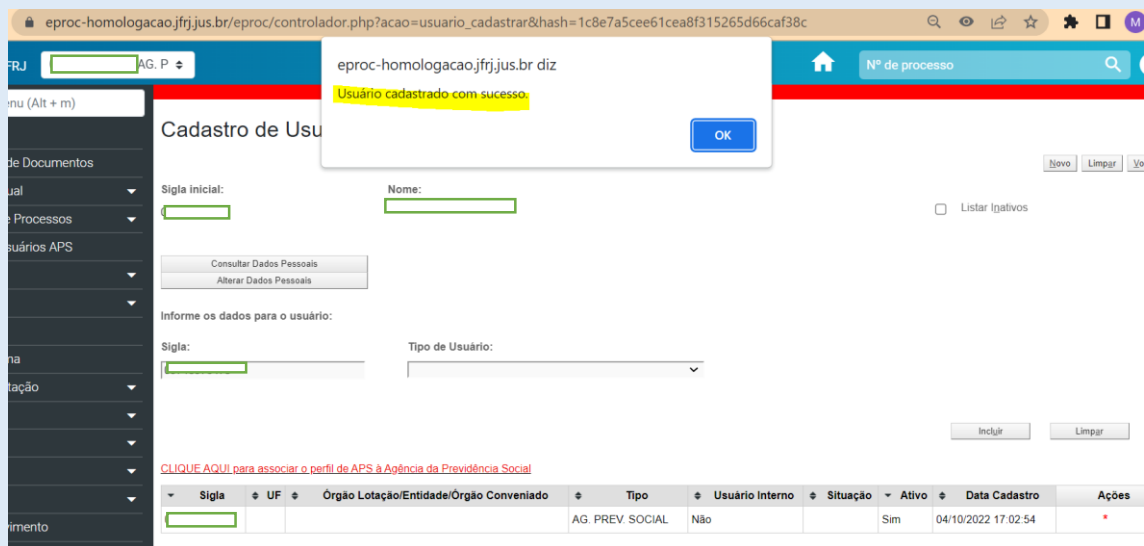 eproc-homologacao.jfrj.jus.br/eproc/controlador.php?acao=usuario_cadastrar&hash=1c8e7a5cee61cea8f315265d66caf38c
M
FRJ AG. P
eproc-homologacao.jfrj.jus.br diz
Usuário cadastrado com sucesso.
OK
Nº de processo
enu (Alt + m)
Cadastro de Usu
Novo Limpar Vo
de Documentos
ual
e Processos
suários APS
ma
tação
vimento
Sigla inicial: Nome:
Listar Inativos
Consultar Dados Pessoais
Alterar Dados Pessoais
Informe os dados para o usuário:
Sigla: Tipo de Usuário:
Incluir Limpar
CLIQUE AQUI para associar o perfil de APS à Agência da Previdência Social
Sigla UF Órgão Lotação/Entidade/Órgão Conveniado Tipo Usuário Interno Situação Ativo Data Cadastro Ações
AG. PREV. SOCIAL Não Sim 04/10/2022 17:02:54 *